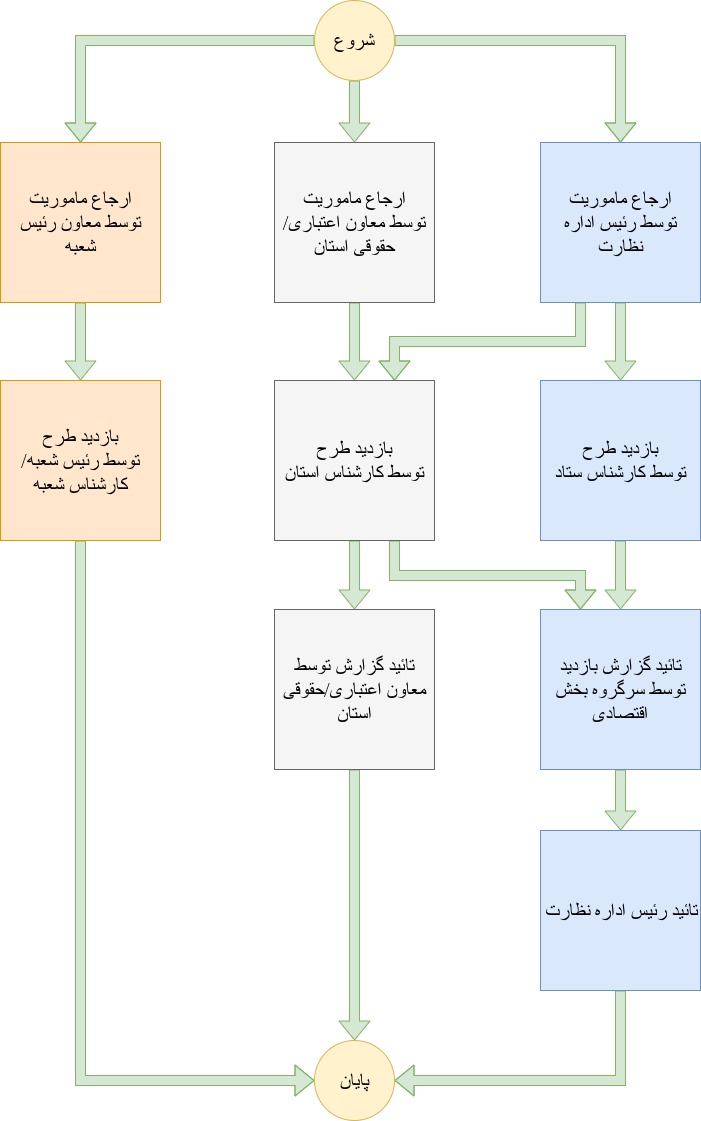 شروع
ارجاع ماموریت
توسط رئیس اداره
نظارت
ارجاع ماموریت
توسط معاون اعتباری/
حقوقی استان
ارجاع ماموریت
توسط معاون رئیس
شعبه
بازدید طرح
توسط کارشناس ستاد
بازدید طرح
توسط کارشناس استان
بازدید طرح
توسط رئیس شعبه/
کارشناس شعبه
تائید گزارش بازدید
توسط سرگروه بخش
اقتصادی
تائید گزارش توسط
معاون اعتباری/حقوقی
استان
تائید رئیس اداره نظارت
پایان